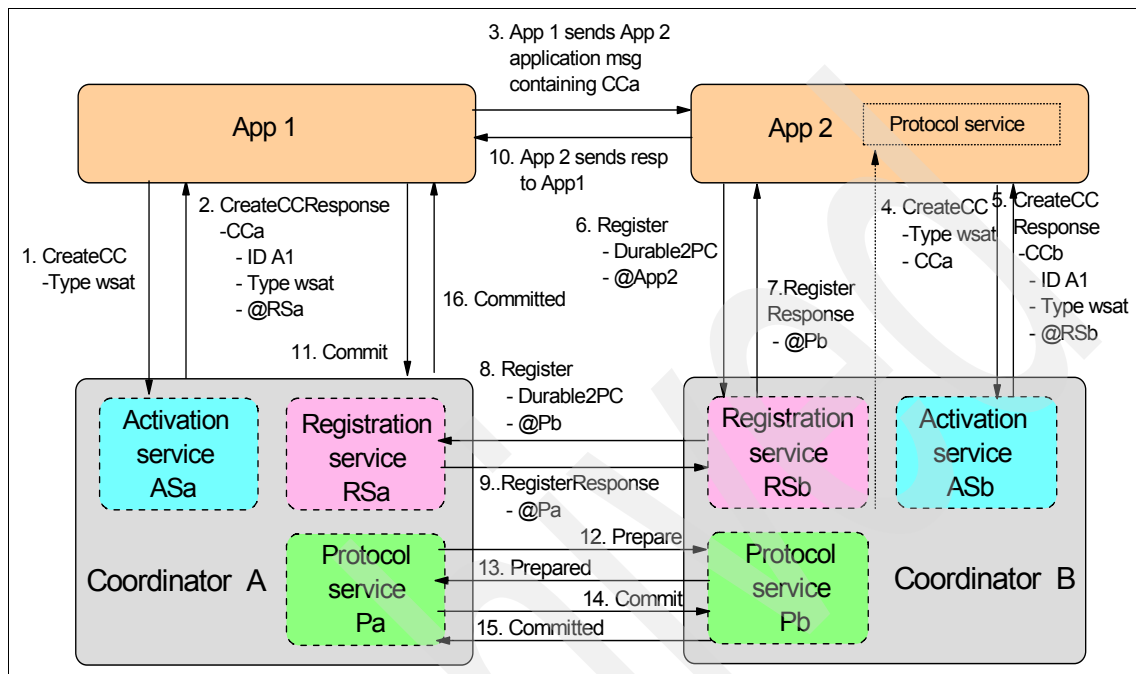 3. App 1 sends App 2
application msg
containing CCa
App 1
App 2
Protocol service
10. App 2 sends resp
to App1
1. CreateCC
-Type wsat
2. CreateCCResponse
-CCa
- ID A1
- Type wsat
- @RSa
11. Commit
16. Committed
6. Register
- Durable2PC
- @App2
7.Register
Response
- @Pb
4. CreateCC
-Type wsat
- CCa
5. CreateCC
Response
-CCb
- ID A1
- Type wsat
- @RSb
8. Register
- Durable2PC
- @Pb
9..RegisterResponse
- @Pa
Activation
service
ASa
Registration
service
RSa
Registration
service
RSb
Activation
service
ASb
12. Prepare
13. Prepared
14. Commit
15. Committed
Coordinator A
Protocol
service
Pa
Protocol
service
Pb
Coordinator B